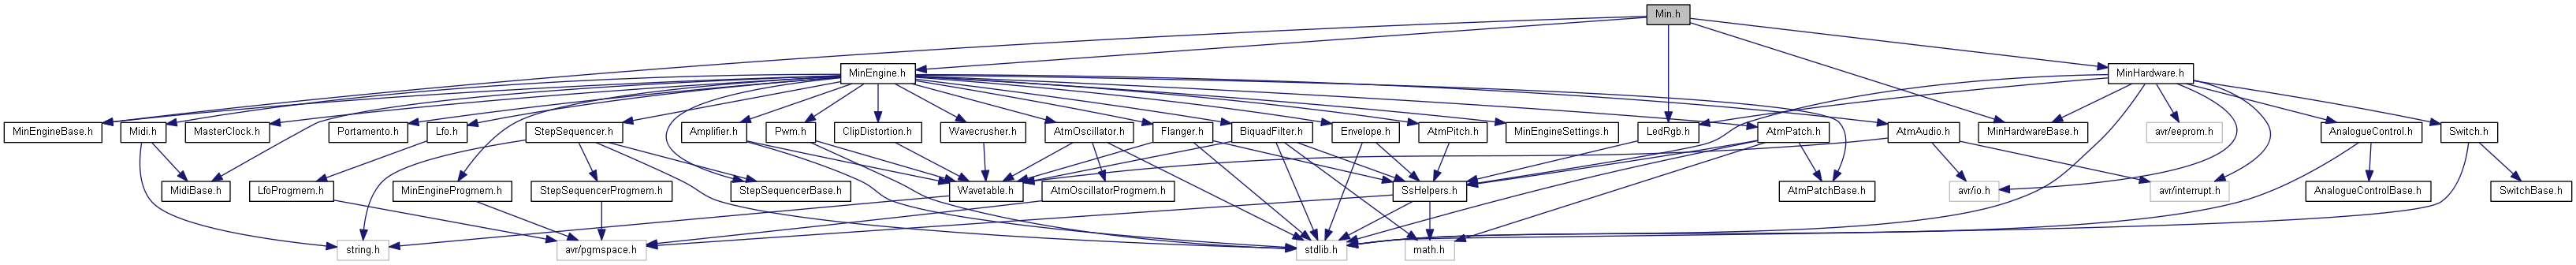 Min.h
MinEngine.h
MinHardware.h
MinEngineBase.h
Midi.h
MasterClock.h
Portamento.h
Lfo.h
StepSequencer.h
Amplifier.h
Pwm.h
ClipDistortion.h
Wavecrusher.h
AtmOscillator.h
Flanger.h
BiquadFilter.h
Envelope.h
AtmPitch.h
MinEngineSettings.h
LedRgb.h
AtmPatch.h
AtmAudio.h
MinHardwareBase.h
avr/eeprom.h
AnalogueControl.h
Switch.h
MidiBase.h
LfoProgmem.h
MinEngineProgmem.h
StepSequencerProgmem.h
StepSequencerBase.h
Wavetable.h
AtmOscillatorProgmem.h
SsHelpers.h
AtmPatchBase.h
avr/io.h
avr/interrupt.h
AnalogueControlBase.h
SwitchBase.h
string.h
avr/pgmspace.h
stdlib.h
math.h